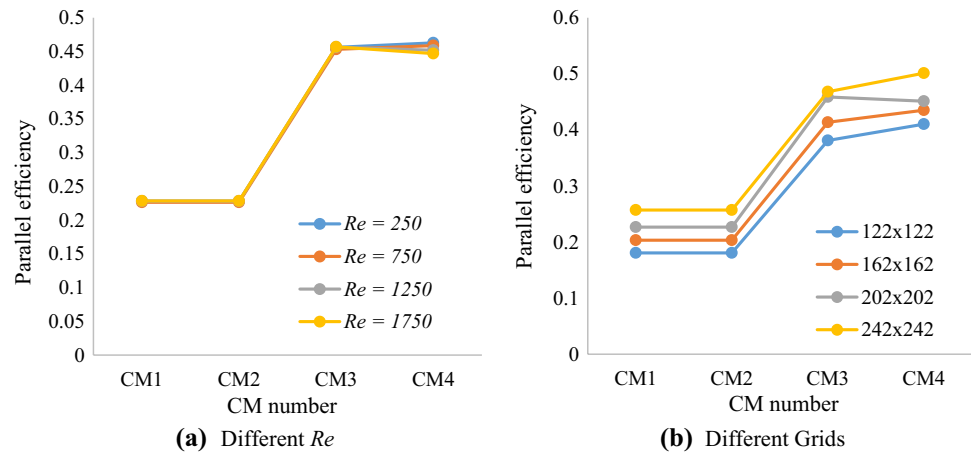 0.5
0.45
0.4
0.35
0.3
0.25
0.2
0.15
0.1
0.05
0
Parallel efficiency
Re = 250
Re = 750
Re = 1250
Re = 1750
CM1 CM2 CM3 CM4
CM number
(a) Different Re
0.6
0.5
0.4
0.3
0.2
0.1
0
Parallel efficiency
122x122
162x162
202x202
242x242
CM1 CM2 CM3 CM4
CM number
(b) Different Grids